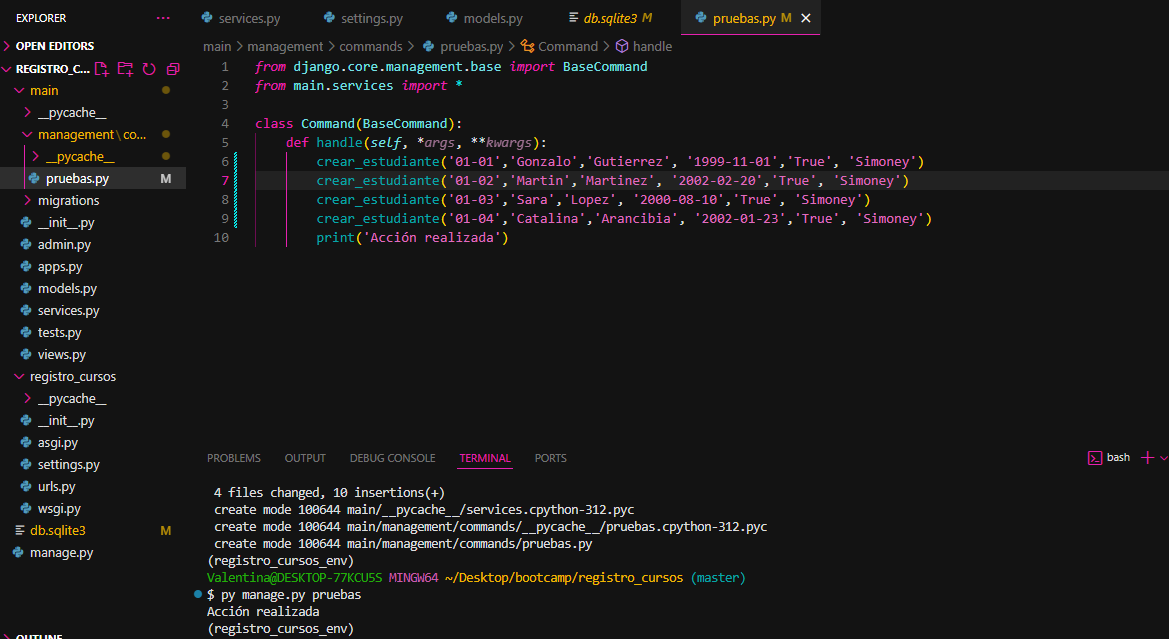 EXPLORER ...
OPEN EDITORS
REGISTRO_C...
main
__pycache__
management\co...
__pycache__
pruebas.py M
migrations
__init__.py
admin.py
apps.py
models.py
services.py
tests.py
views.py
registro_cursos
__pycache__
__init__.py
asgi.py
settings.py
urls.py
wsgi.py
db.sqlite3 M
manage.py
OUTLINE
services.py settings.py models.py db.sqlite3 M pruebas.py M
main > management > commands > pruebas.py > Command > handle
1 from django.core.management.base import BaseCommand
2 from main.services import *
3
4 class Command(BaseCommand):
5 def handle(self, *args, **kwargs):
6 crear_estudiante('01-01','Gonzalo','Gutierrez', '1999-11-01','True', 'Simoney')
7 crear_estudiante('01-02','Martin','Martinez', '2002-02-20','True', 'Simoney')
8 crear_estudiante('01-03','Sara','Lopez', '2000-08-10','True', 'Simoney')
9 crear_estudiante('01-04','Catalina','Arancibia', '2002-01-23','True', 'Simoney')
10 print('Acción realizada')
PROBLEMS OUTPUT DEBUG CONSOLE TERMINAL PORTS bash
4 files changed, 10 insertions(+)
create mode 100644 main/__pycache__/services.cpython-312.pyc
create mode 100644 main/management/commands/__pycache__/pruebas.cpython-312.pyc
create mode 100644 main/management/commands/pruebas.py
(registro_cursos_env)
Valentina@DESKTOP-77KCU5S MINGW64 ~/Desktop/bootcamp/registro_cursos (master)
$ py manage.py pruebas
Acción realizada
(registro_cursos_env)